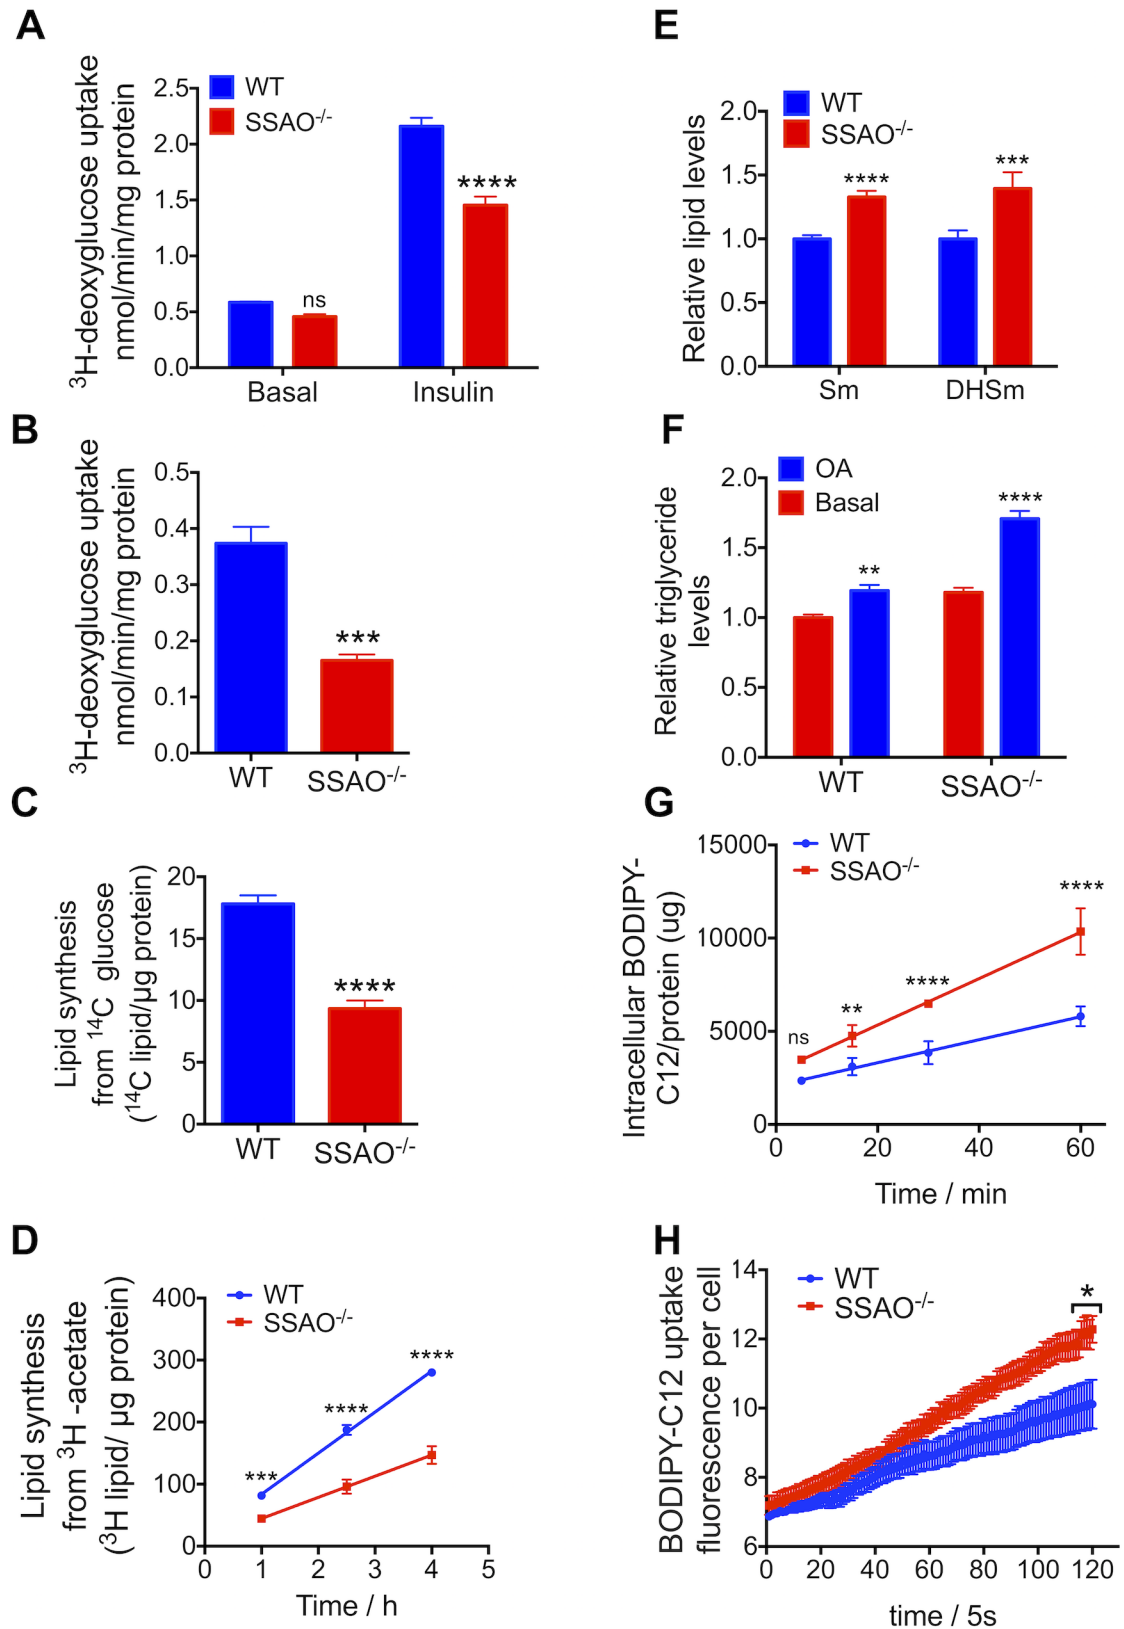 A
³H-deoxyglucose uptake
nmol/min/mg protein
2.5
2.0
1.5
1.0
0.5
0.0
WT
SSAO-/-
ns
****
Basal
Insulin
B
³H-deoxyglucose uptake
nmol/min/mg protein
0.5
0.4
0.3
0.2
0.1
0.0
***
WT
SSAO-/-
C
Lipid synthesis
from ¹⁴C glucose
(¹⁴C lipid/µg protein)
20
15
10
5
0
****
WT
SSAO-/-
D
Lipid synthesis
from ³H -acetate
(³H lipid/ µg protein)
400
300
200
100
0
WT
SSAO-/-
***
****
****
0 1 2 3 4 5
Time / h
E
Relative lipid levels
2.0
1.5
1.0
0.5
0.0
WT
SSAO-/-
****
***
Sm
DHSm
F
Relative triglyceride
levels
2.0
1.5
1.0
0.5
0.0
OA
Basal
**
****
WT
SSAO-/-
G
Intracellular BODIPY-
C12/protein (ug)
15000
10000
5000
0
WT
SSAO-/-
ns
**
****
****
0 20 40 60
Time / min
H
BODIPY-C12 uptake
fluorescence per cell
14
12
10
8
6
WT
SSAO-/-
*
0 20 40 60 80 100 120
time / 5s